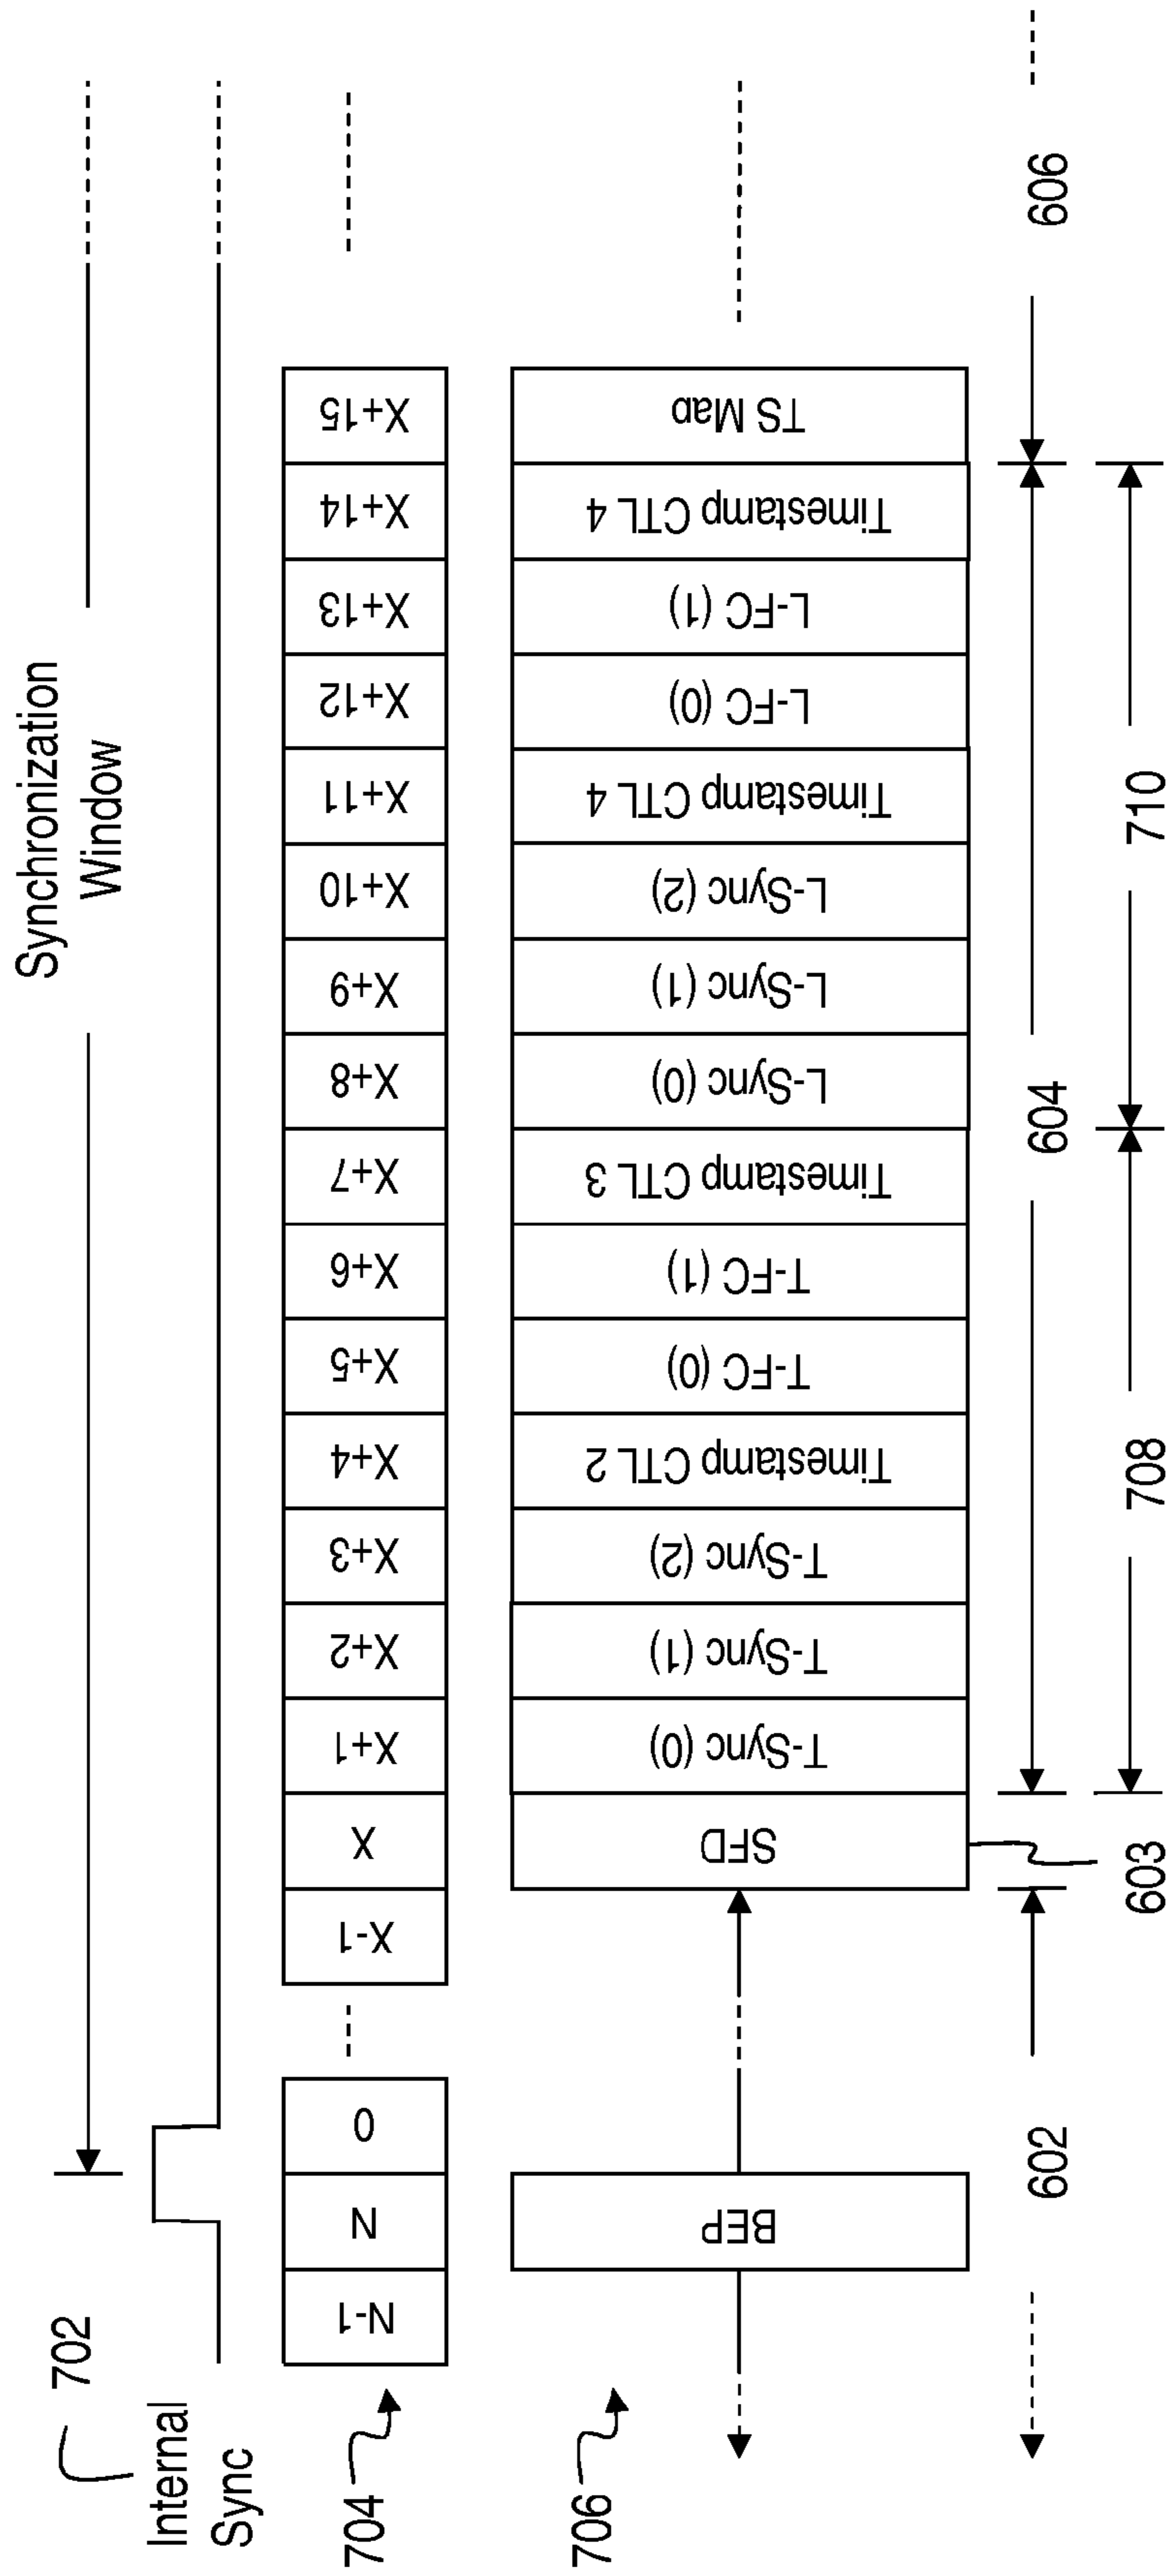 Synchronization
Window
702
Internal
Sync
704
N-1
N
0
X-1
X
X+1
X+2
X+3
X+4
X+5
X+6
X+7
X+8
X+9
X+10
X+11
X+12
X+13
X+14
X+15
706
BEP
SFD
T-Sync (0)
T-Sync (1)
T-Sync (2)
Timestamp CTL 2
T-FC (0)
T-FC (1)
Timestamp CTL 3
L-Sync (0)
L-Sync (1)
L-Sync (2)
Timestamp CTL 4
L-FC (0)
L-FC (1)
Timestamp CTL 4
TS Map
602
604
606
603
708
710